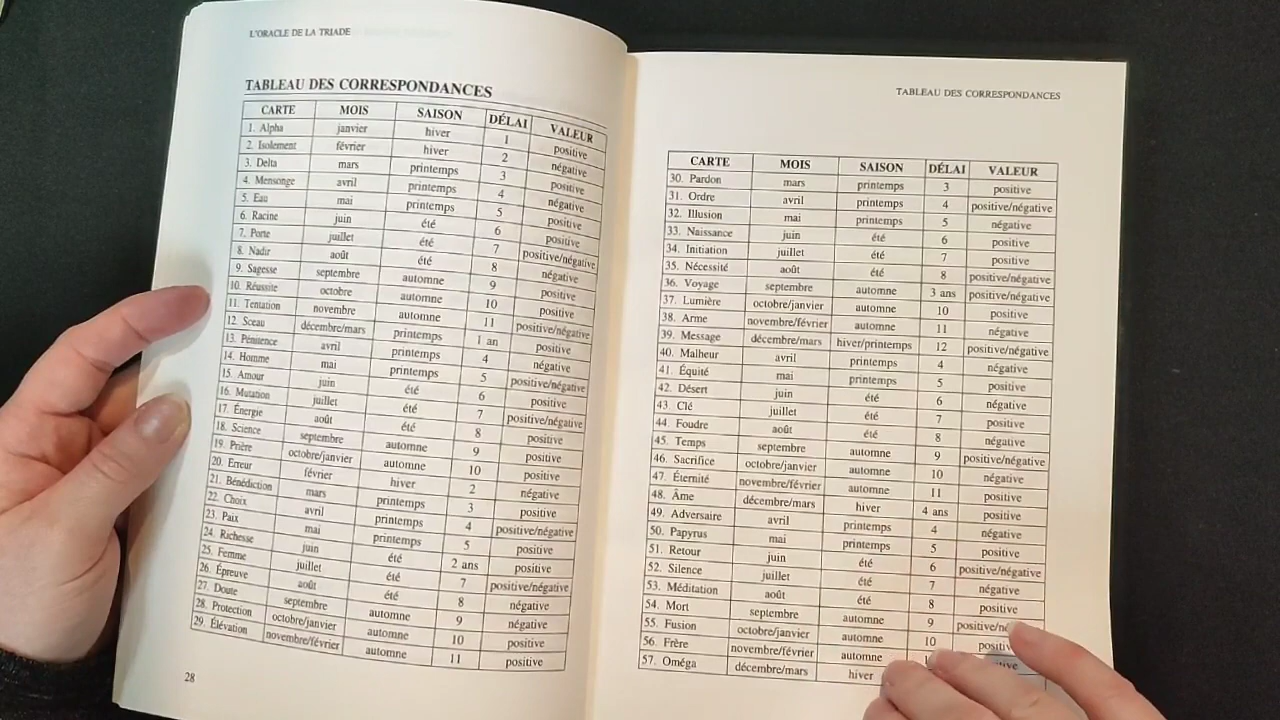 L'ORACLE DE LA TRIADE
TABLEAU DES CORRESPONDANCES
CARTE MOIS SAISON DÉLAI VALEUR
1. Alpha janvier hiver 1 positive
2. Isolement février hiver 2 négative
3. Delta mars printemps 3 positive
4. Mensonge avril printemps 4 négative
5. Eau mai printemps 5 positive
6. Racine juin été 6 positive
7. Porte juillet été 7 positive/négative
8. Nadir août été 8 négative
9. Sagesse septembre automne 9 positive
10. Réussite octobre automne 10 positive
11. Tentation novembre automne 11 positive/négative
12. Sceau décembre/mars printemps 1 an positive
13. Pénitence avril printemps 4 négative
14. Homme mai printemps 5 positive/négative
15. Amour juin été 6 positive
16. Mutation juillet été 7 positive/négative
17. Énergie août été 8 positive
18. Science septembre automne 9 positive
19. Prière octobre/janvier automne 10 positive
20. Erreur février hiver 2 négative
21. Bénédiction mars printemps 3 positive
22. Choix avril printemps 4 positive/négative
23. Paix mai printemps 5 positive
24. Richesse juin été 2 ans positive
25. Femme juillet été 7 positive/négative
26. Épreuve août été 8 négative
27. Doute septembre automne 9 négative
28. Protection octobre/janvier automne 10 positive
29. Élévation novembre/février automne 11 positive
28
TABLEAU DES CORRESPONDANCES
CARTE MOIS SAISON DÉLAI VALEUR
30. Pardon mars printemps 3 positive
31. Ordre avril printemps 4 positive/négative
32. Illusion mai printemps 5 négative
33. Naissance juin été 6 positive
34. Initiation juillet été 7 positive
35. Nécessité août été 8 positive/négative
36. Voyage septembre automne 3 ans positive/négative
37. Lumière octobre/janvier automne 10 positive
38. Arme novembre/février automne 11 négative
39. Message décembre/mars hiver/printemps 12 positive/négative
40. Malheur avril printemps 4 négative
41. Équité mai printemps 5 positive
42. Désert juin été 6 négative
43. Clé juillet été 7 positive
44. Foudre août été 8 négative
45. Temps septembre automne 9 positive/négative
46. Sacrifice octobre/janvier automne 10 négative
47. Éternité novembre/février automne 11 positive
48. Âme décembre/mars hiver 4 ans positive
49. Adversaire avril printemps 4 négative
50. Papyrus mai printemps 5 positive
51. Retour juin été 6 positive/négative
52. Silence juillet été 7 négative
53. Méditation août été 8 positive
54. Mort septembre automne 9
55. Fusion octobre/janvier automne 10
56. Frère novembre/février automne
57. Oméga décembre/mars hiver